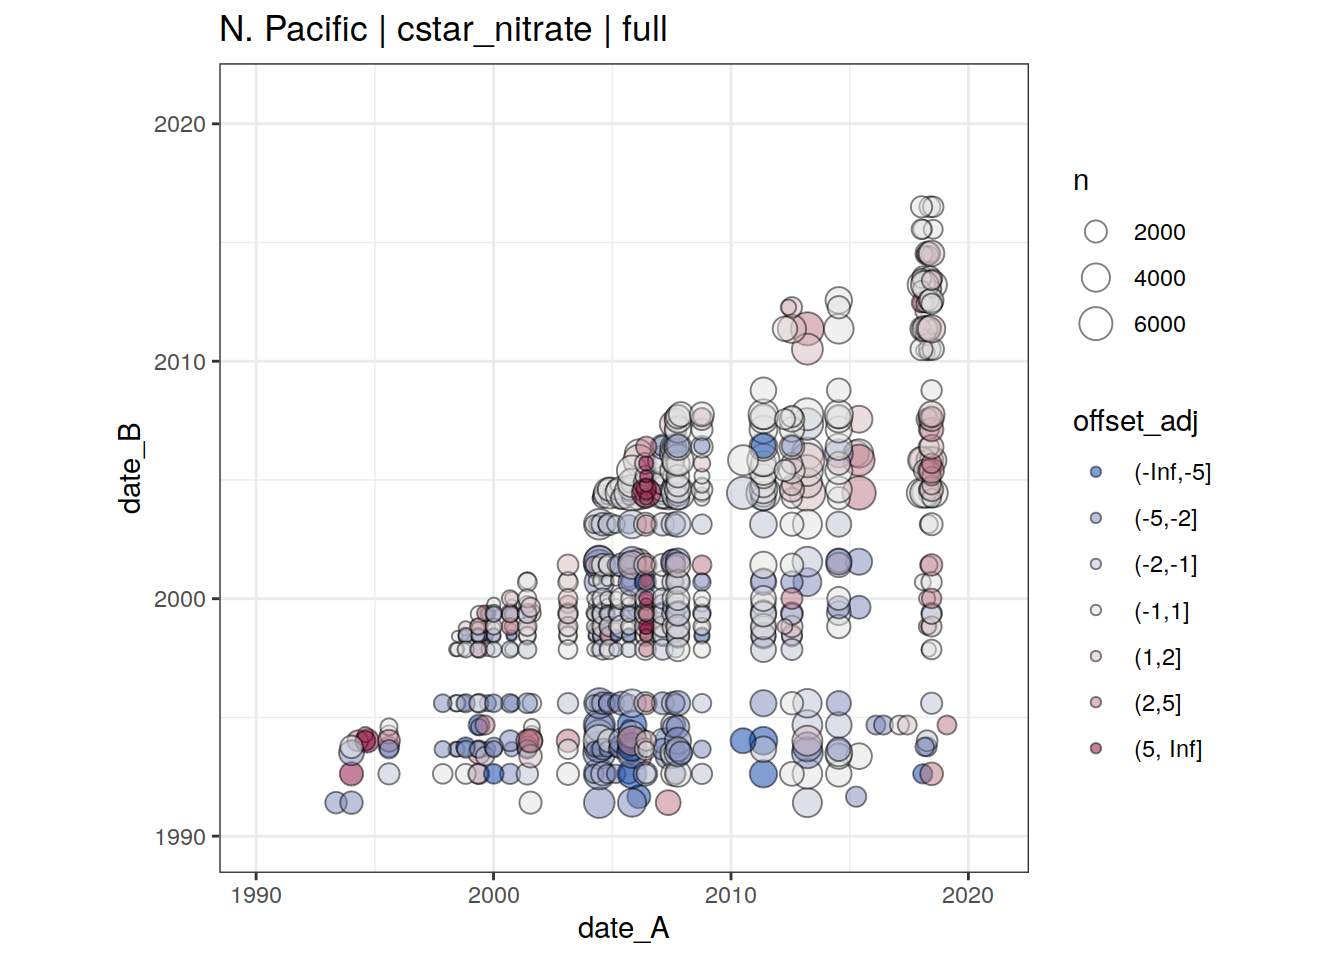 N. Pacific | cstar_nitrate | full
2020
2010
2000
1990
date_B
1990
2000
2010
2020
date_A
n
2000
4000
6000
offset_adj
(-Inf,-5]
(-5,-2]
(-2,-1]
(-1,1]
(1,2]
(2,5]
(5, Inf]